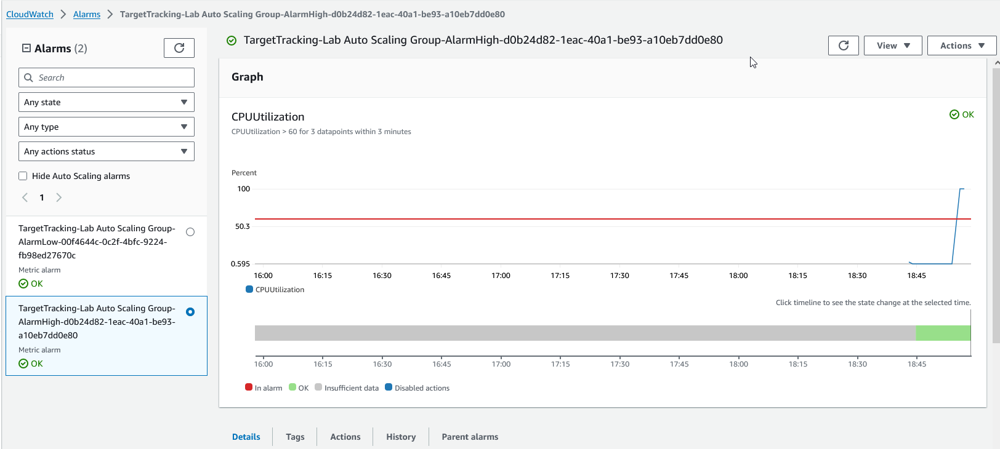 CloudWatch > Alarms > TargetTracking-Lab Auto Scaling Group-AlarmHigh-d0b24d82-1eac-40a1-be93-a10eb7dd0e80
Alarms (2)
Search
Any state
Any type
Any actions status
Hide Auto Scaling alarms
1
TargetTracking-Lab Auto Scaling Group-
AlarmLow-00f4644c-0c2f-4bfc-9224-
fb98ed27670c
Metric alarm
OK
TargetTracking-Lab Auto Scaling Group-
AlarmHigh-d0b24d82-1eac-40a1-be93-
a10eb7dd0e80
Metric alarm
OK
TargetTracking-Lab Auto Scaling Group-AlarmHigh-d0b24d82-1eac-40a1-be93-a10eb7dd0e80
View
Actions
Graph
CPUUtilization
OK
CPUUtilization > 60 for 3 datapoints within 3 minutes
Percent
100
50.3
0.595
16:00 16:15 16:30 16:45 17:00 17:15 17:30 17:45 18:00 18:15 18:30 18:45
CPUUtilization
Click timeline to see the state change at the selected time.
16:00 16:15 16:30 16:45 17:00 17:15 17:30 17:45 18:00 18:15 18:30 18:45
In alarm OK Insufficient data Disabled actions
Details Tags Actions History Parent alarms